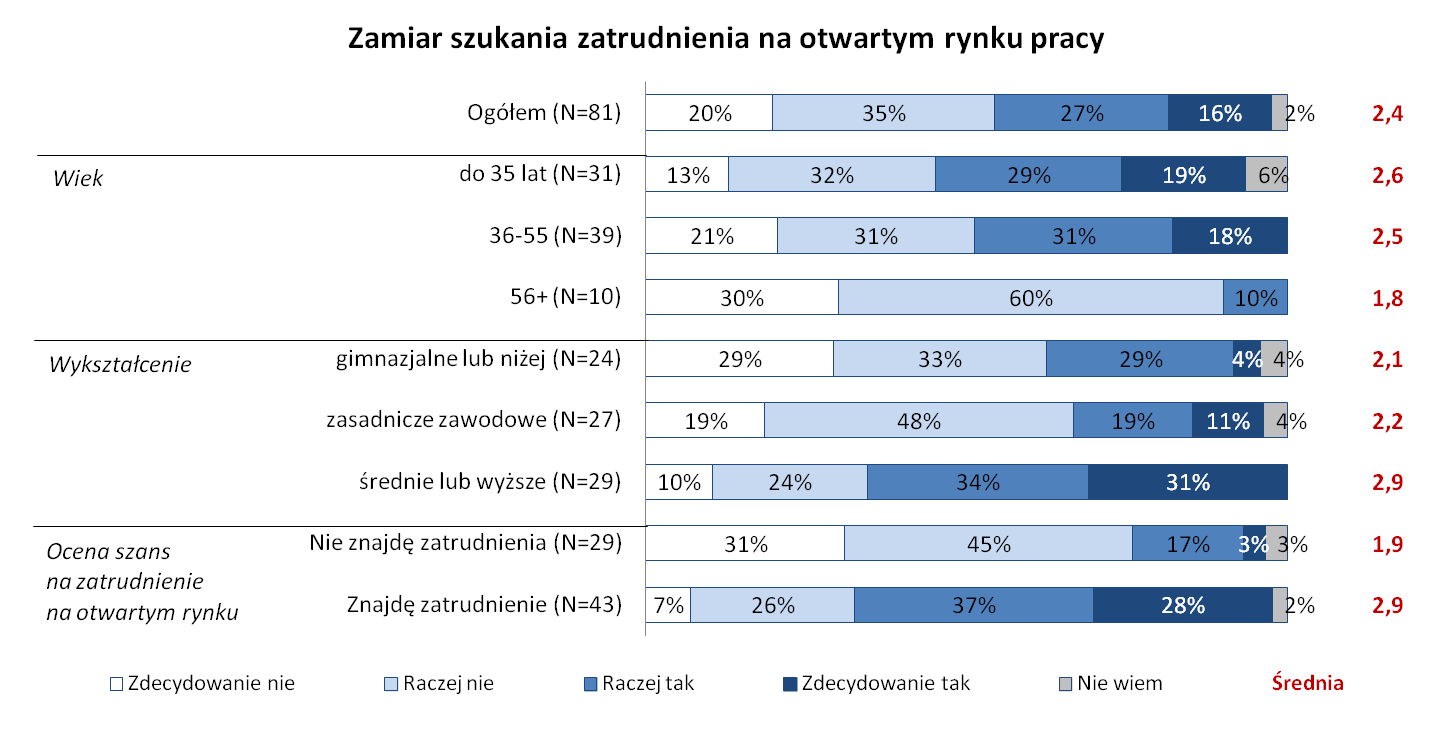 Zamiar szukania zatrudnienia na otwartym rynku pracy
Ogółem (N=81) 20% 35% 27% 16% 2% 2,4
Wiek do 35 lat (N=31) 13% 32% 29% 19% 6% 2,6
36-55 (N=39) 21% 31% 31% 18% 2,5
56+ (N=10) 30% 60% 10% 1,8
Wykształcenie gimnazjalne lub niżej (N=24) 29% 33% 29% 4% 4% 2,1
zasadnicze zawodowe (N=27) 19% 48% 19% 11% 4% 2,2
średnie lub wyższe (N=29) 10% 24% 34% 31% 2,9
Ocena szans
na zatrudnienie
na otwartym rynku
Nie znajdę zatrudnienia (N=29) 31% 45% 17% 3% 3% 1,9
Znajdę zatrudnienie (N=43) 7% 26% 37% 28% 2% 2,9
Zdecydowanie nie Raczej nie Raczej tak Zdecydowanie tak Nie wiem Średnia